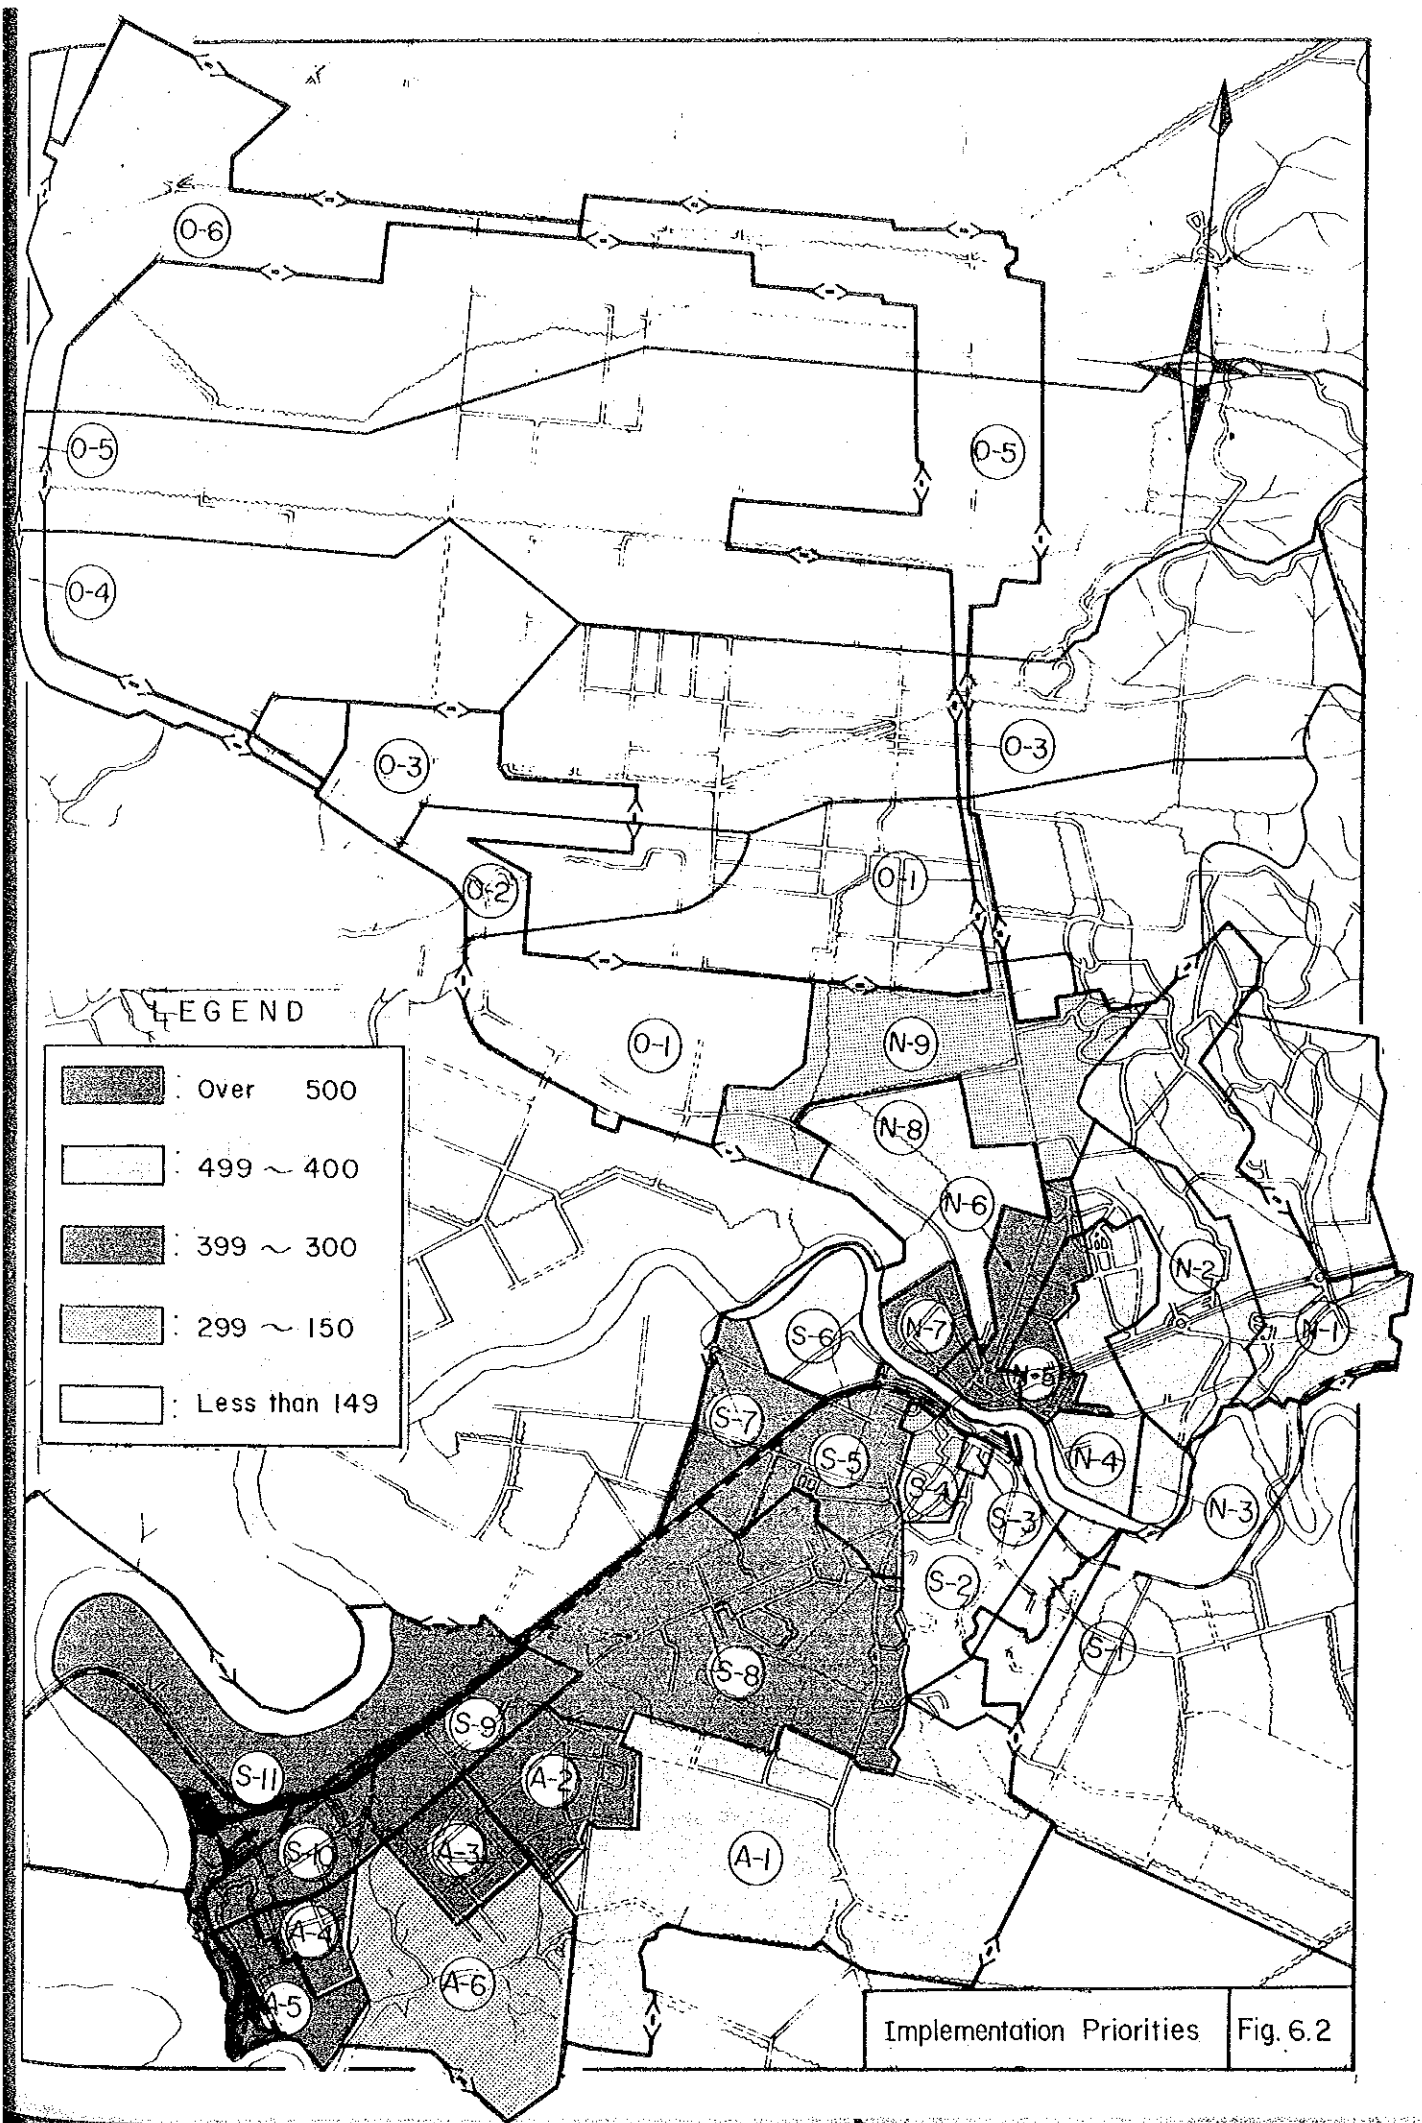 O-6
O-5
O-5
O-4
O-3
O-3
O-2
O-1
LEGEND
O-1
N-9
: Over 500
N-8
: 499 ~ 400
N-6
: 399 ~ 300
N-2
: 299 ~ 150
S-6
N-7
N-1
N-5
: Less than 149
S-7
S-5
N-4
S-4
S-3
N-3
S-2
S-1
S-8
S-9
S-11
A-2
S-10
A-3
A-1
A-4
A-6
A-5
Implementation Priorities
Fig. 6.2